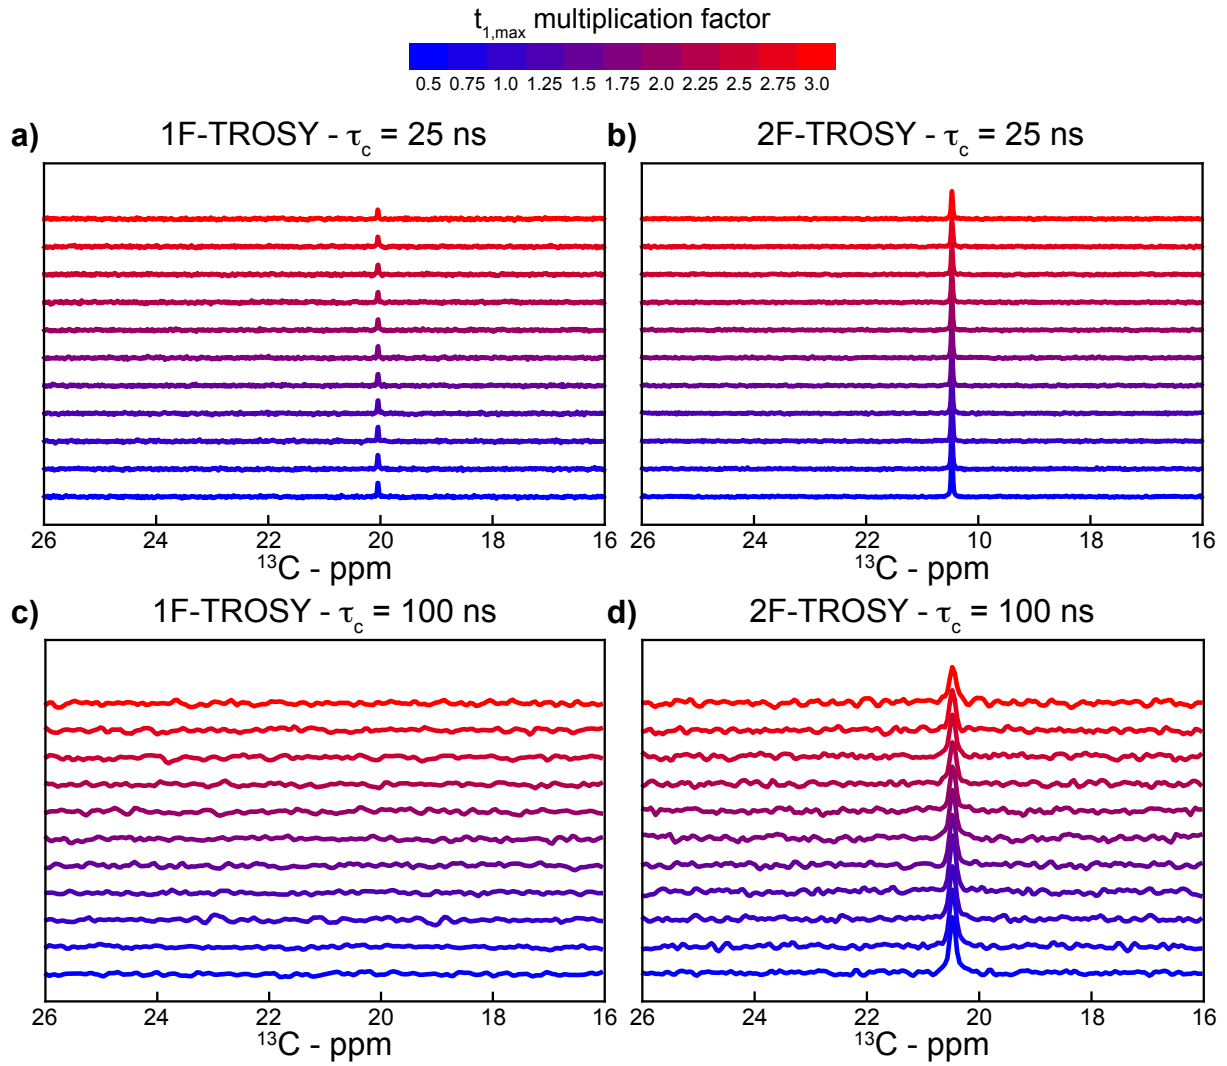 t1,max multiplication factor
0.5 0.75 1.0 1.25 1.5 1.75 2.0 2.25 2.5 2.75 3.0
a) 1F-TROSY - τc = 25 ns
b) 2F-TROSY - τc = 25 ns
26 24 22 20 18 16
13C - ppm
26 22 10 18 16
13C - ppm
c) 1F-TROSY - τc = 100 ns
d) 2F-TROSY - τc = 100 ns
26 24 22 20 18 16
13C - ppm
26 24 22 20 18 16
13C - ppm